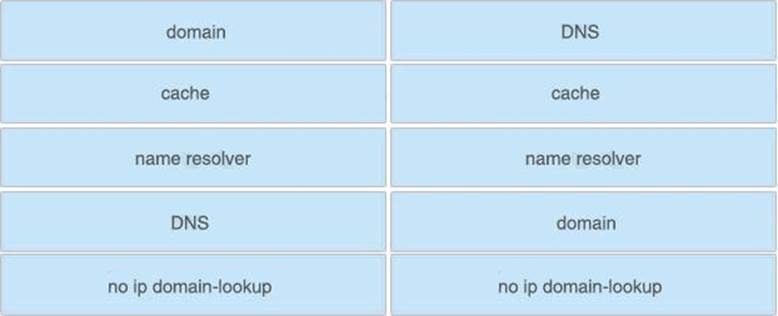 domain DNS
cache cache
name resolver name resolver
DNS domain
no ip domain-lookup no ip domain-lookup